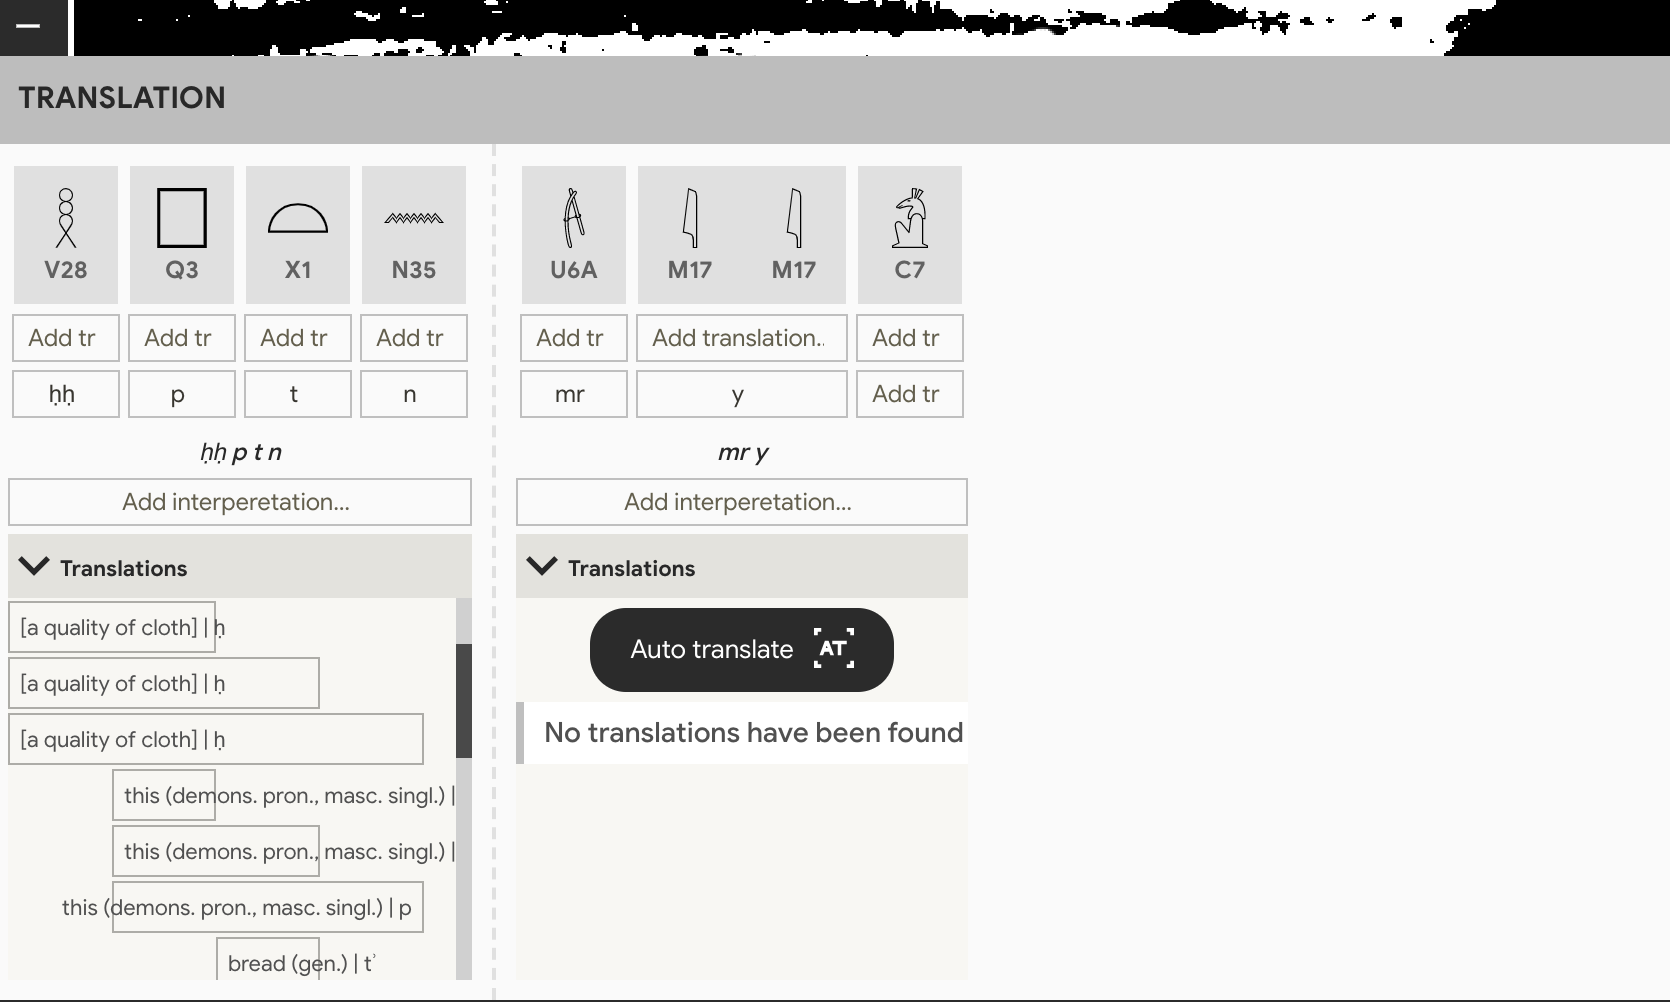 TRANSLATION
V28 Q3 X1 N35
Add tr Add tr Add tr Add tr
ḥḥ p t n
ḥḥ p t n
Add interperetation...
Translations
[a quality of cloth] | ḥ
[a quality of cloth] | ḥ
[a quality of cloth] | ḥ
this (demons. pron., masc. singl.) |
this (demons. pron., masc. singl.) |
this (demons. pron., masc. singl.) | p
bread (gen.) | tʾ
U6A M17 M17 C7
Add tr Add translation.. Add tr
mr y Add tr
mr y
Add interperetation...
Translations
Auto translate AT
No translations have been found